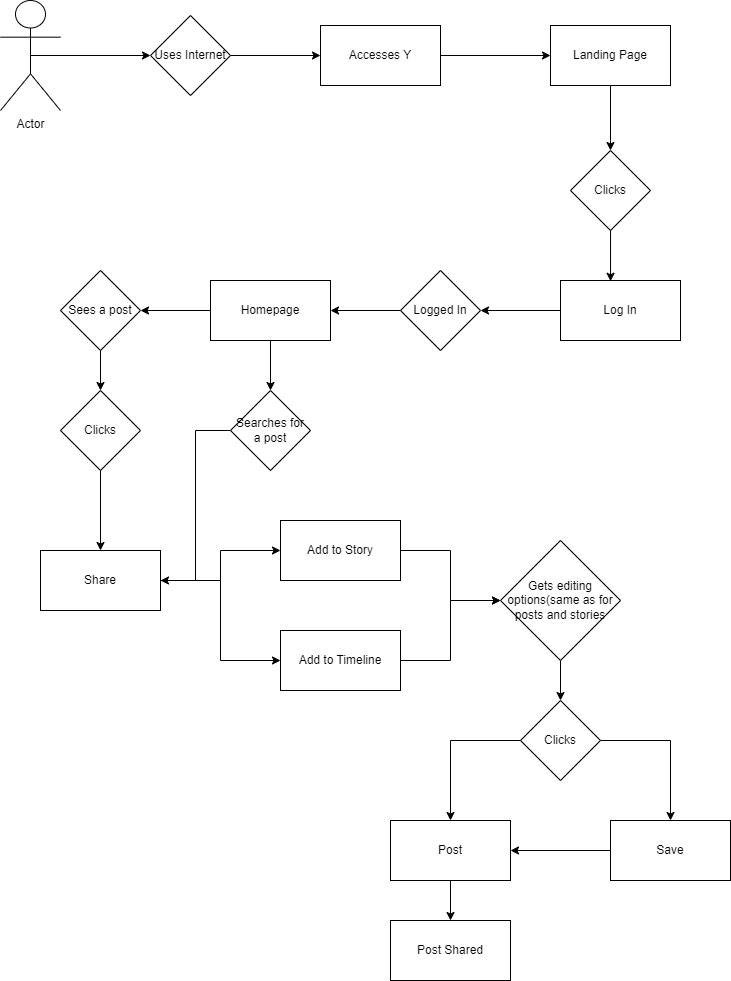 Uses Internet
Accesses Y
Landing Page
Actor
Clicks
Sees a post
Homepage
Logged In
Log In
Clicks
Searches for
a post
Share
Add to Story
Gets editing
options(same as for
posts and stories
Add to Timeline
Clicks
Post
Save
Post Shared